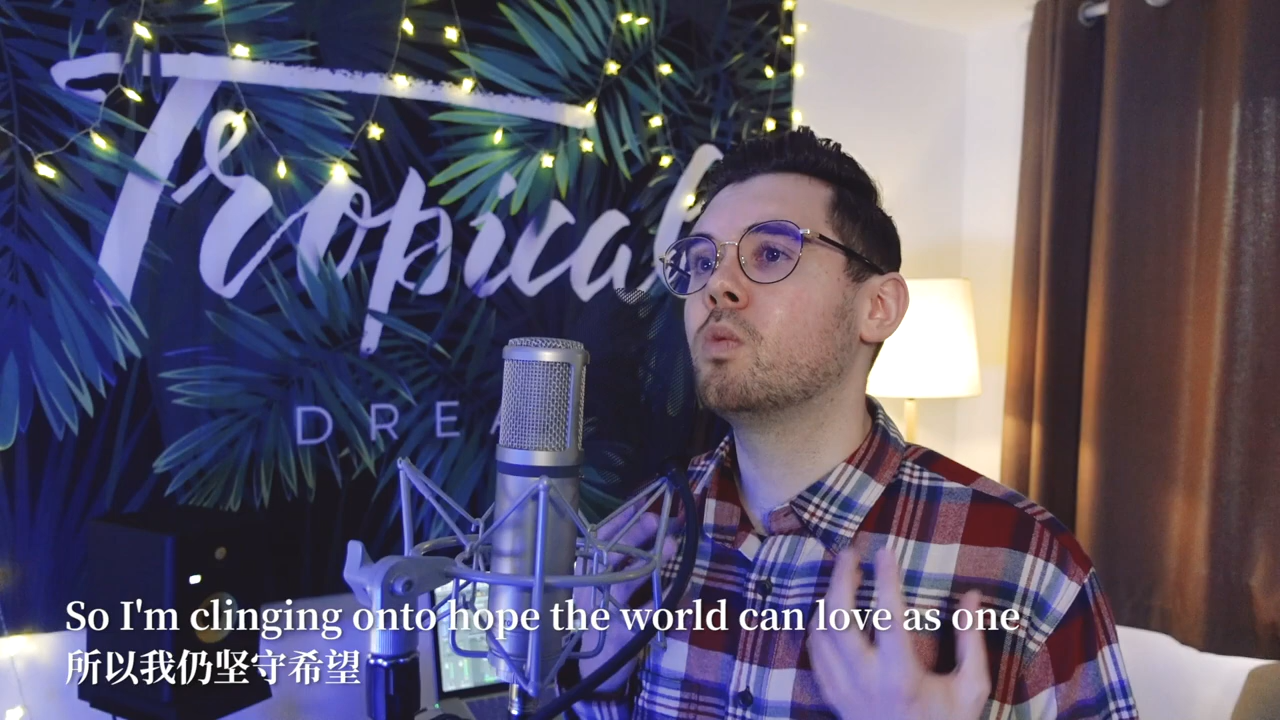 Tropical
DREA
So I'm clinging onto hope the world can love as one
所以我仍坚守希望